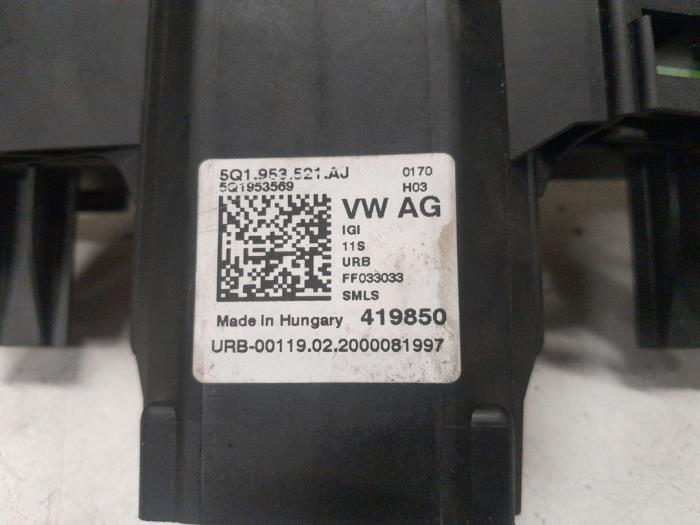 5Q1.953.521.AJ 0170
5Q1953569 H03
VW AG
IGI
11S
URB
FF033033
SMLS
Made in Hungary 419850
URB-00119.02.2000081997